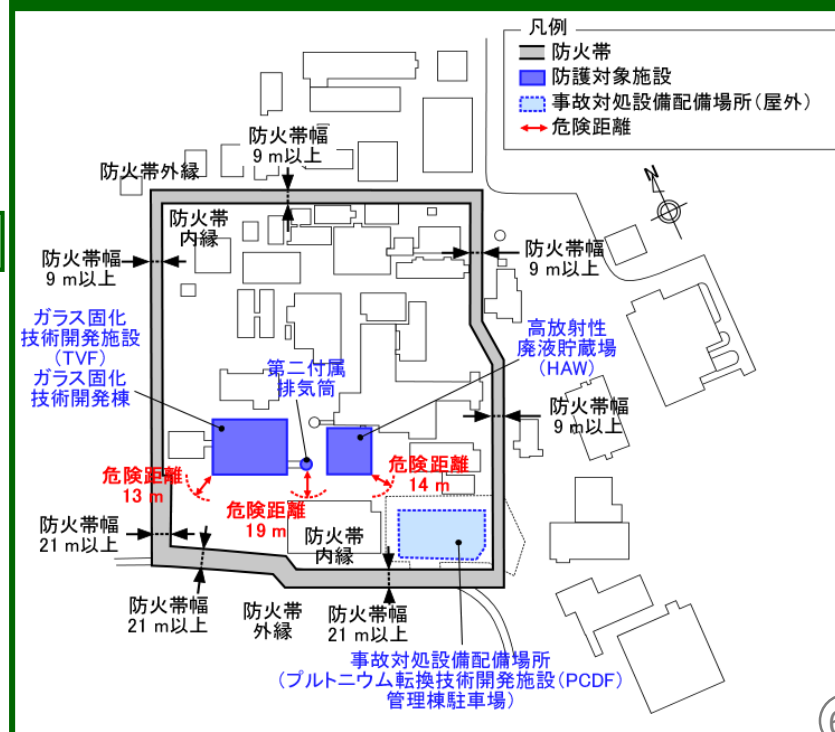 凡例
防火帯
防護対象施設
事故対処設備配備場所(屋外)
危険距離
防火帯幅
9 m以上
防火帯外縁
防火帯
内縁
N
防火帯幅
9 m以上
防火帯幅
9 m以上
ガラス固化
技術開発施設
(TVF)
ガラス固化
技術開発棟
第二付属
排気筒
高放射性
廃液貯蔵場
(HAW)
防火帯幅
9 m以上
危険距離
13 m
危険距離
19 m
危険距離
14 m
防火帯
内縁
防火帯幅
21 m以上
防火帯幅
21 m以上
防火帯
外縁
防火帯幅
21 m以上
事故対処設備配備場所
(プルトニウム転換技術開発施設(PCDF)
管理棟駐車場)